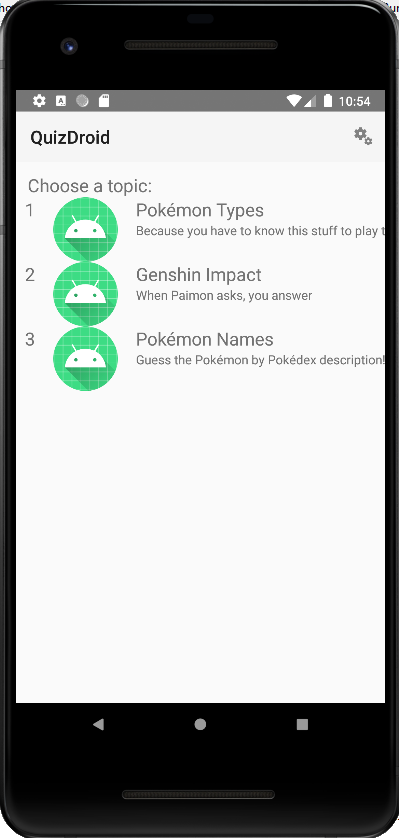 10:54
QuizDroid
Choose a topic:
1 Pokémon Types
Because you have to know this stuff to play
2 Genshin Impact
When Paimon asks, you answer
3 Pokémon Names
Guess the Pokémon by Pokédex description!